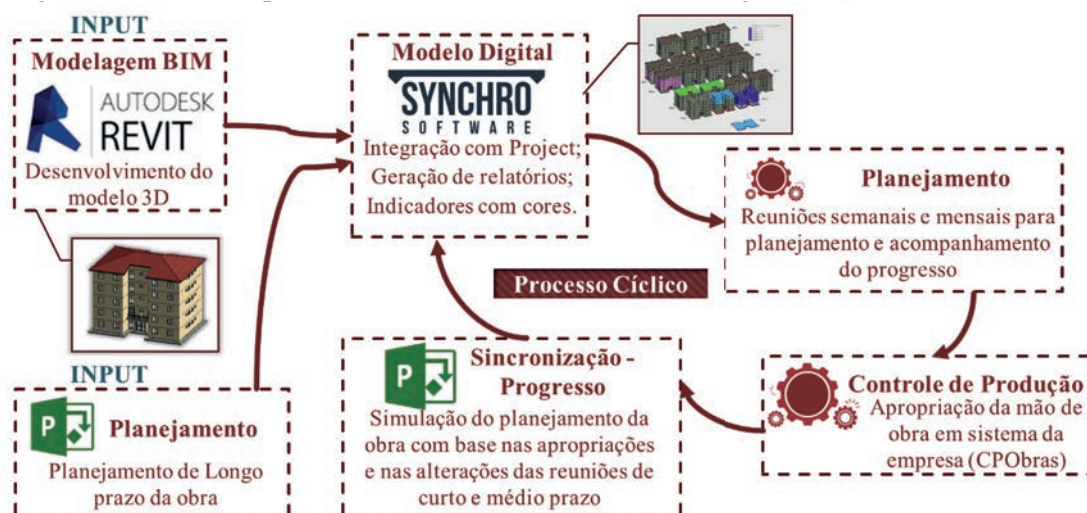 INPUT
Modelagem BIM
AUTODESK
REVIT
Desenvolvimento do
modelo 3D
Modelo Digital
SYNCHRO
SOFTWARE
Integração com Project;
Geração de relatórios;
Indicadores com cores.
Planejamento
Reuniões semanais e mensais para
planejamento e acompanhamento
do progresso
Processo Cíclico
INPUT
Planejamento
Planejamento de Longo
prazo da obra
Sincronização -
Progresso
Simulação do planejamento da
obra com base nas apropriações
e nas alterações das reuniões de
curto e médio prazo
Controle de Produção
Apropriação da mão de
obra em sistema da
empresa (CPObras)